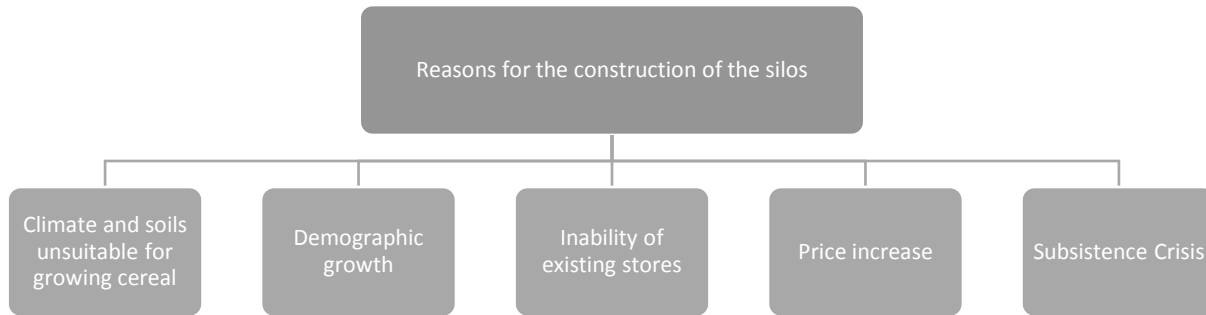 Reasons for the construction of the silos
Climate and soils
unsuitable for
growing cereal
Demographic
growth
Inability of
existing stores
Price increase
Subsistence Crisis